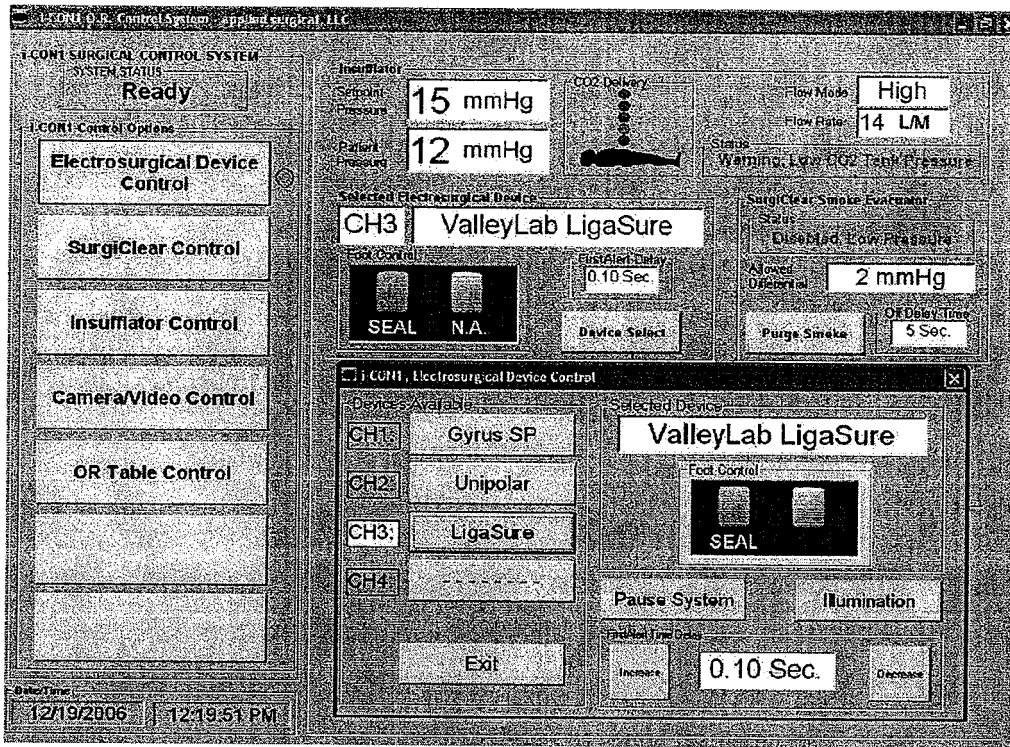 i-CON1 O.R. Control System - applied surgical, LLC
i-CON1 SURGICAL CONTROL SYSTEM
SYSTEM STATUS
Ready
i-CON1 Control Options
Electrosurgical Device
Control
SurgiClear Control
Insufflator Control
Camera/Video Control
OR Table Control
Date/Time
12/19/2006 12:19:51 PM
Insufflator
Setpoint
Pressure
15 mmHg
Patient
Pressure
12 mmHg
CO2 Delivery
Flow Mode High
Flow Rate 14 L/M
Status
Warning, Low CO2 Tank Pressure
Selected Electrosurgical Device
CH3 ValleyLab LigaSure
Foot Control
SEAL N.A.
FirstAlert Delay
0.10 Sec.
Device Select
SurgiClear Smoke Evacuator
Status
Disabled, Low Pressure
Allowed
Differential
2 mmHg
Purge Smoke
Off Delay Time
5 Sec.
i-CON1, Electrosurgical Device Control
Devices Available
CH1: Gyrus SP
CH2: Unipolar
CH3: LigaSure
CH4: - - - - - - - -
Exit
Selected Device
ValleyLab LigaSure
Foot Control
SEAL
Pause System
Illumination
FirstAlert Time Delay
Increase
0.10 Sec.
Decrease